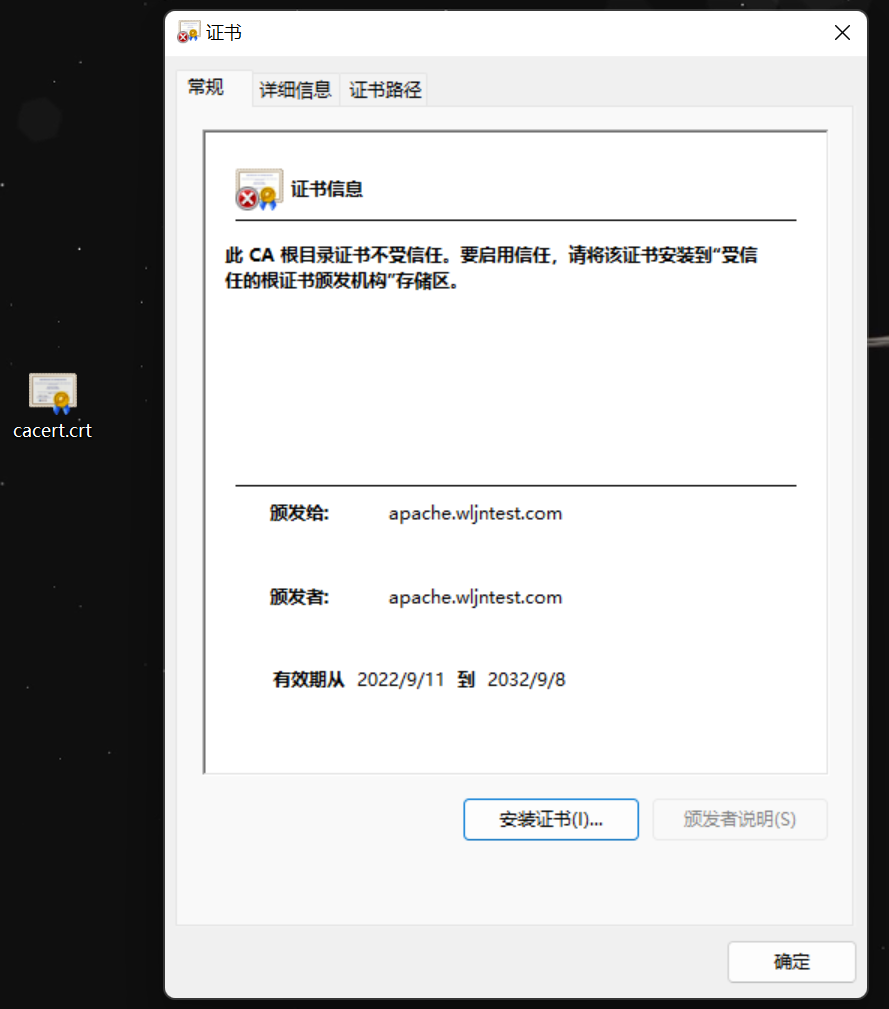 证书
常规
详细信息
证书路径
证书信息
此 CA 根目录证书不受信任。要启用信任，请将该证书安装到“受信
任的根证书颁发机构”存储区。
cacert.crt
颁发给: apache.wljntest.com
颁发者: apache.wljntest.com
有效期从 2022/9/11 到 2032/9/8
安装证书(I)...
颁发者说明(S)
确定